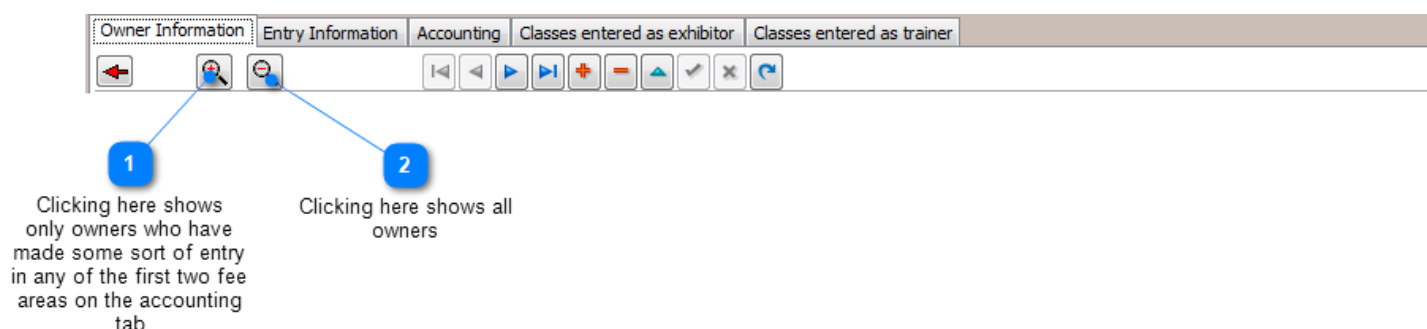 Owner Information Entry Information Accounting Classes entered as exhibitor Classes entered as trainer
1
Clicking here shows
only owners who have
made some sort of entry
in any of the first two fee
areas on the accounting
tab
2
Clicking here shows all
owners